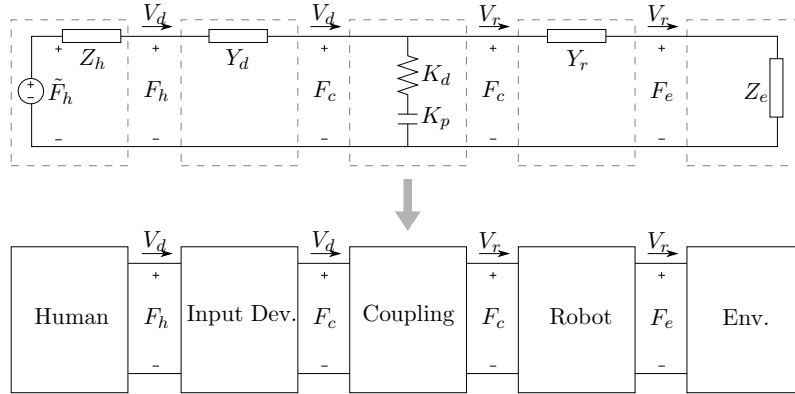 V_d V_d V_r V_r
Z_h Y_d Y_r
+ + + + +
F̃_h F_h F_c K_d F_c F_e Z_e
K_p
− − − − −
V_d V_d V_r V_r
+ + + +
Human F_h Input Dev. F_c Coupling F_c Robot F_e Env.
− − − −